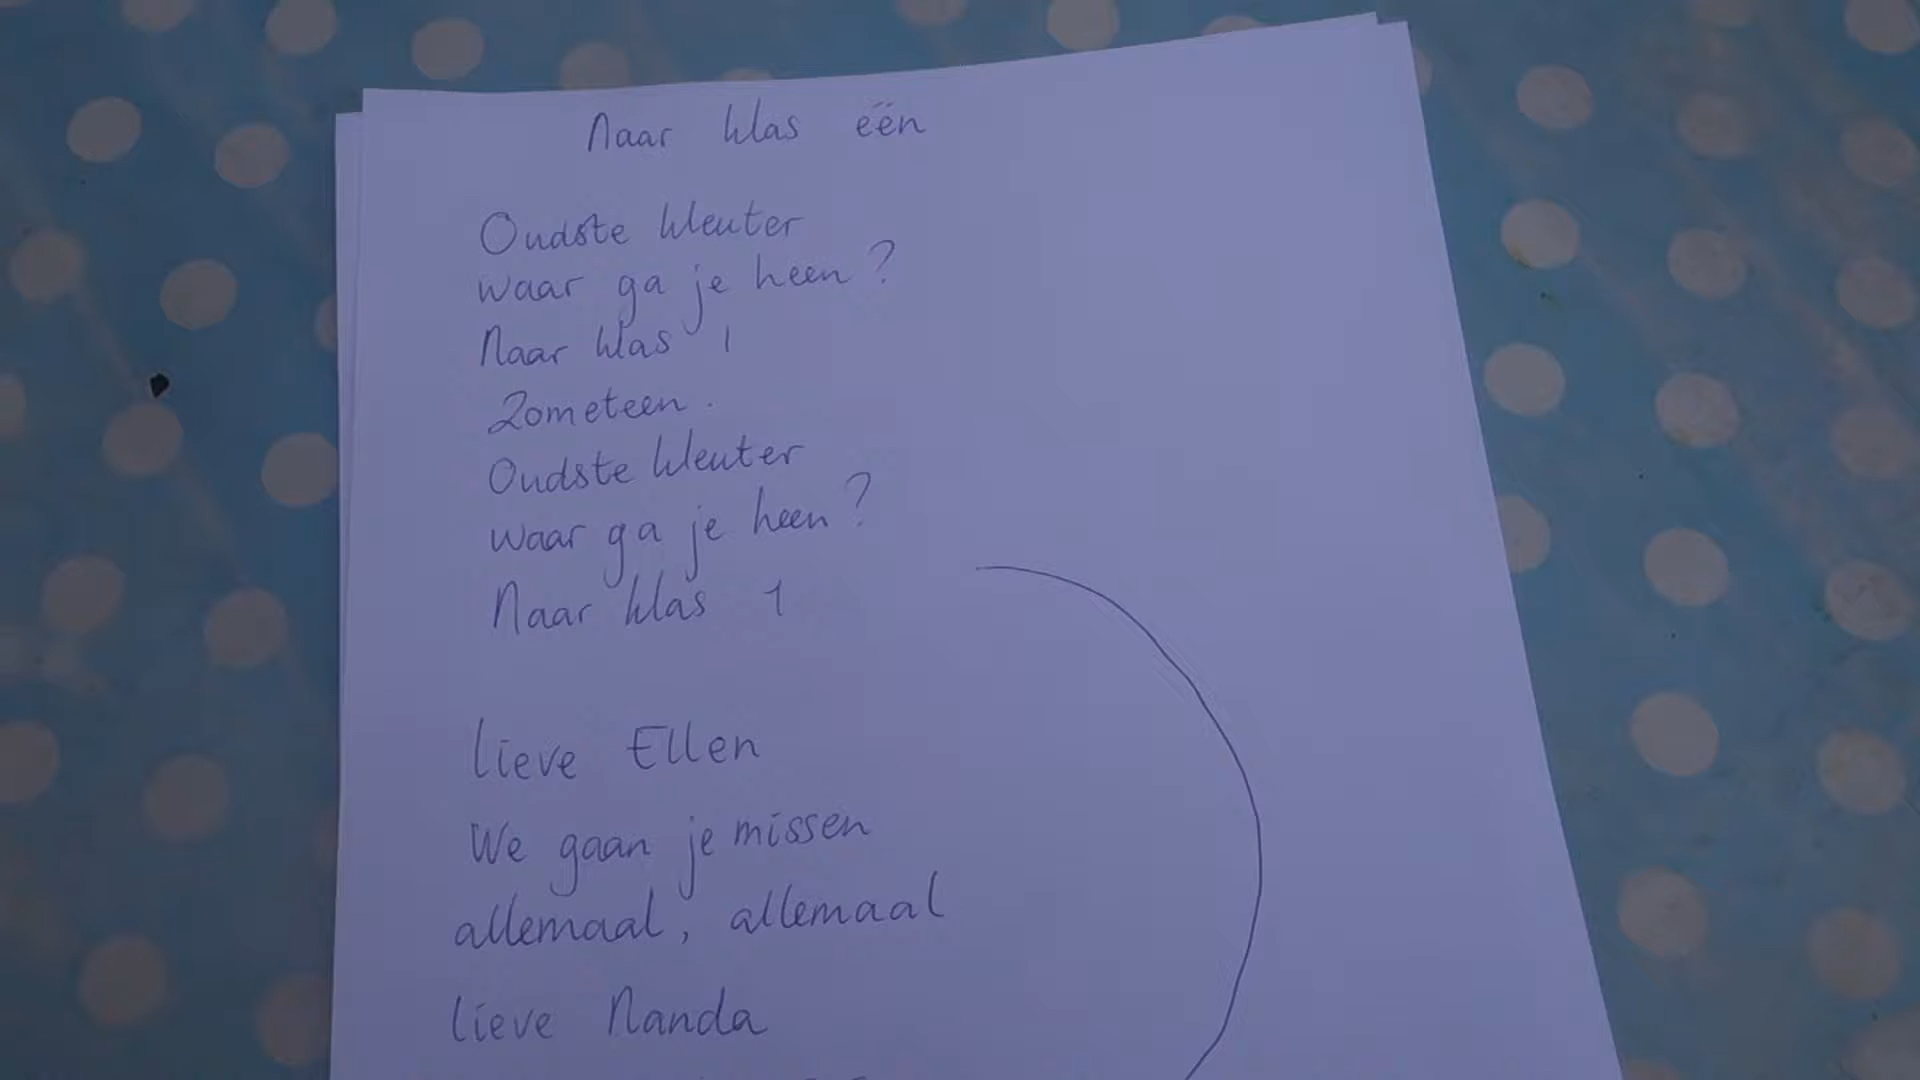 Naar klas één
Oudste kleuter
waar ga je heen?
Naar klas 1
Zometeen.
Oudste kleuter
waar ga je heen?
Naar klas 1
lieve Ellen
We gaan je missen
allemaal, allemaal
lieve Nanda